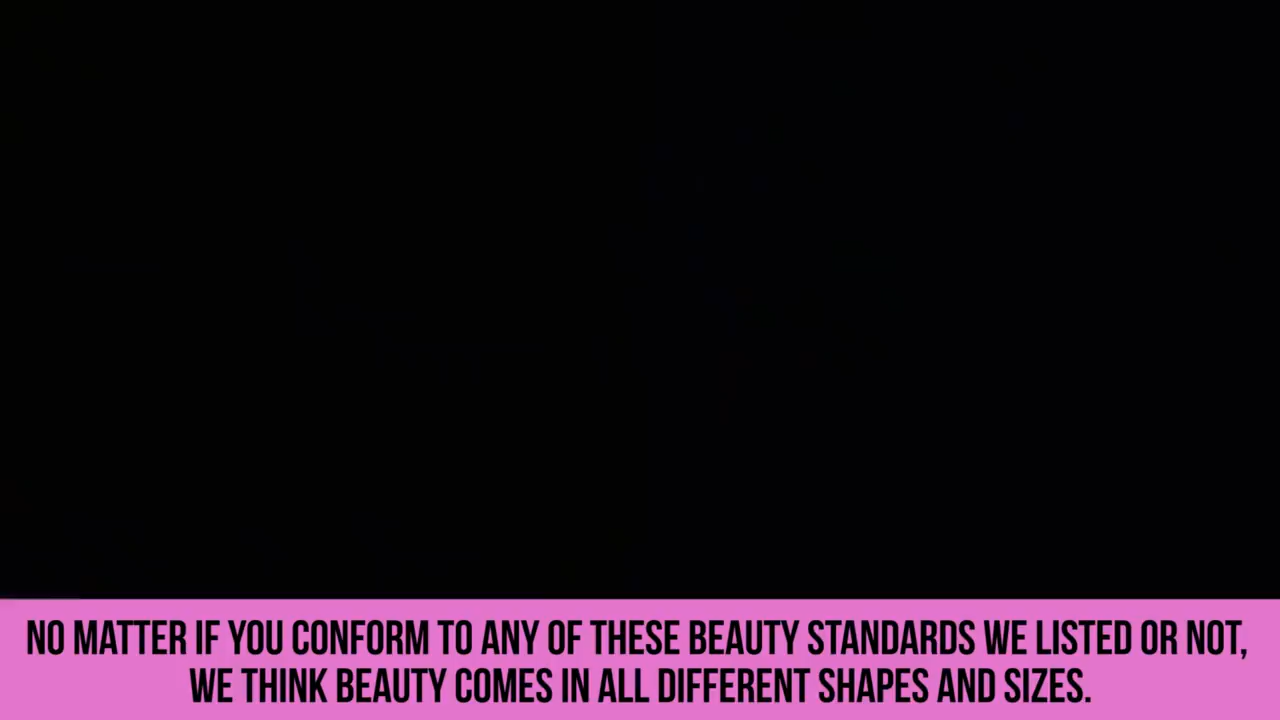 NO MATTER IF YOU CONFORM TO ANY OF THESE BEAUTY STANDARDS WE LISTED OR NOT,
WE THINK BEAUTY COMES IN ALL DIFFERENT SHAPES AND SIZES.